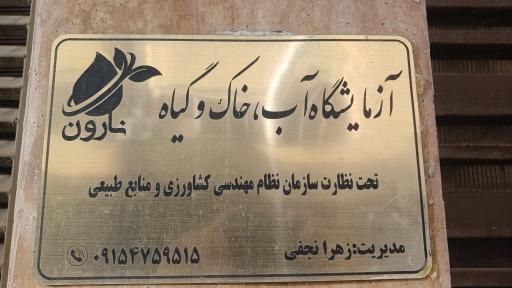 آزمایشگاه آب، خاک و گیاه
نارون
تحت نظارت سازمان نظام مهندسی کشاورزی و منابع طبیعی
مدیریت: زهرا نجفی
۰۹۱۵۴۷۵۹۵۱۵